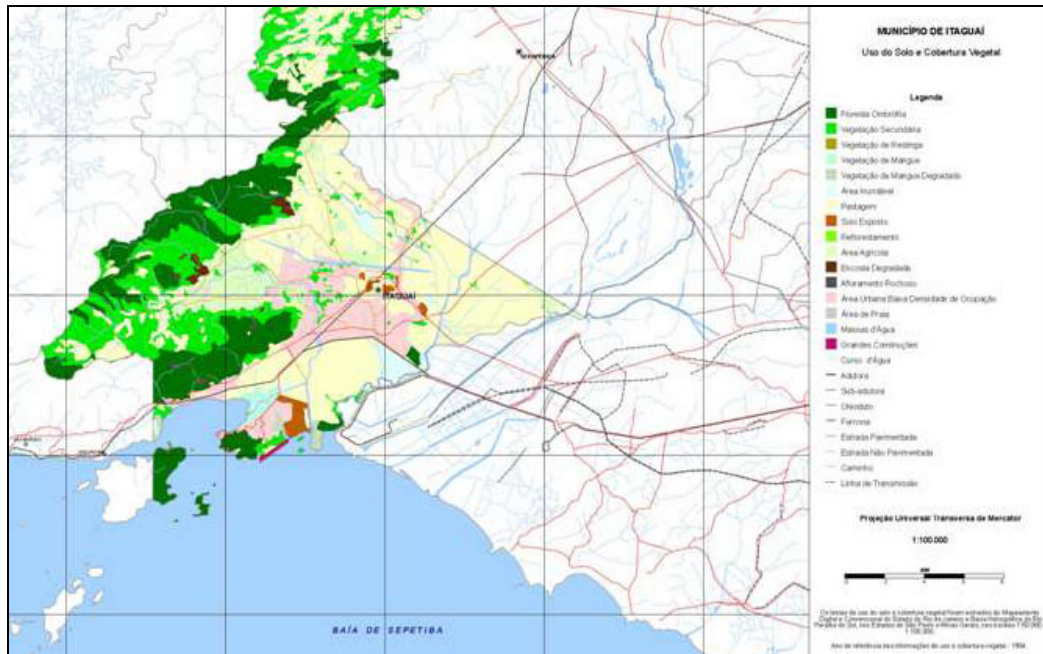 MUNICÍPIO DE ITAGUAÍ
Uso do Solo e Cobertura Vegetal
Legenda
Floresta Ombrófila
Vegetação Secundária
Vegetação de Restinga
Vegetação de Mangue
Vegetação de Mangue Degradado
Área Inundável
Pastagem
Solo Exposto
Reflorestamento
Área Agrícola
Encosta Degradada
Afloramento Rochoso
Área Urbana Baixa Densidade de Ocupação
Área de Praia
Massas d'Água
Grandes Construções
Curso d'Água
Adutora
Sub-adutora
Oleoduto
Ferrovia
Estrada Pavimentada
Estrada Não Pavimentada
Caminho
Linha de Transmissão
Projeção Universal Transversa de Mercator
1:100.000
KM
ITAGUAÍ
BAÍA DE SEPETIBA